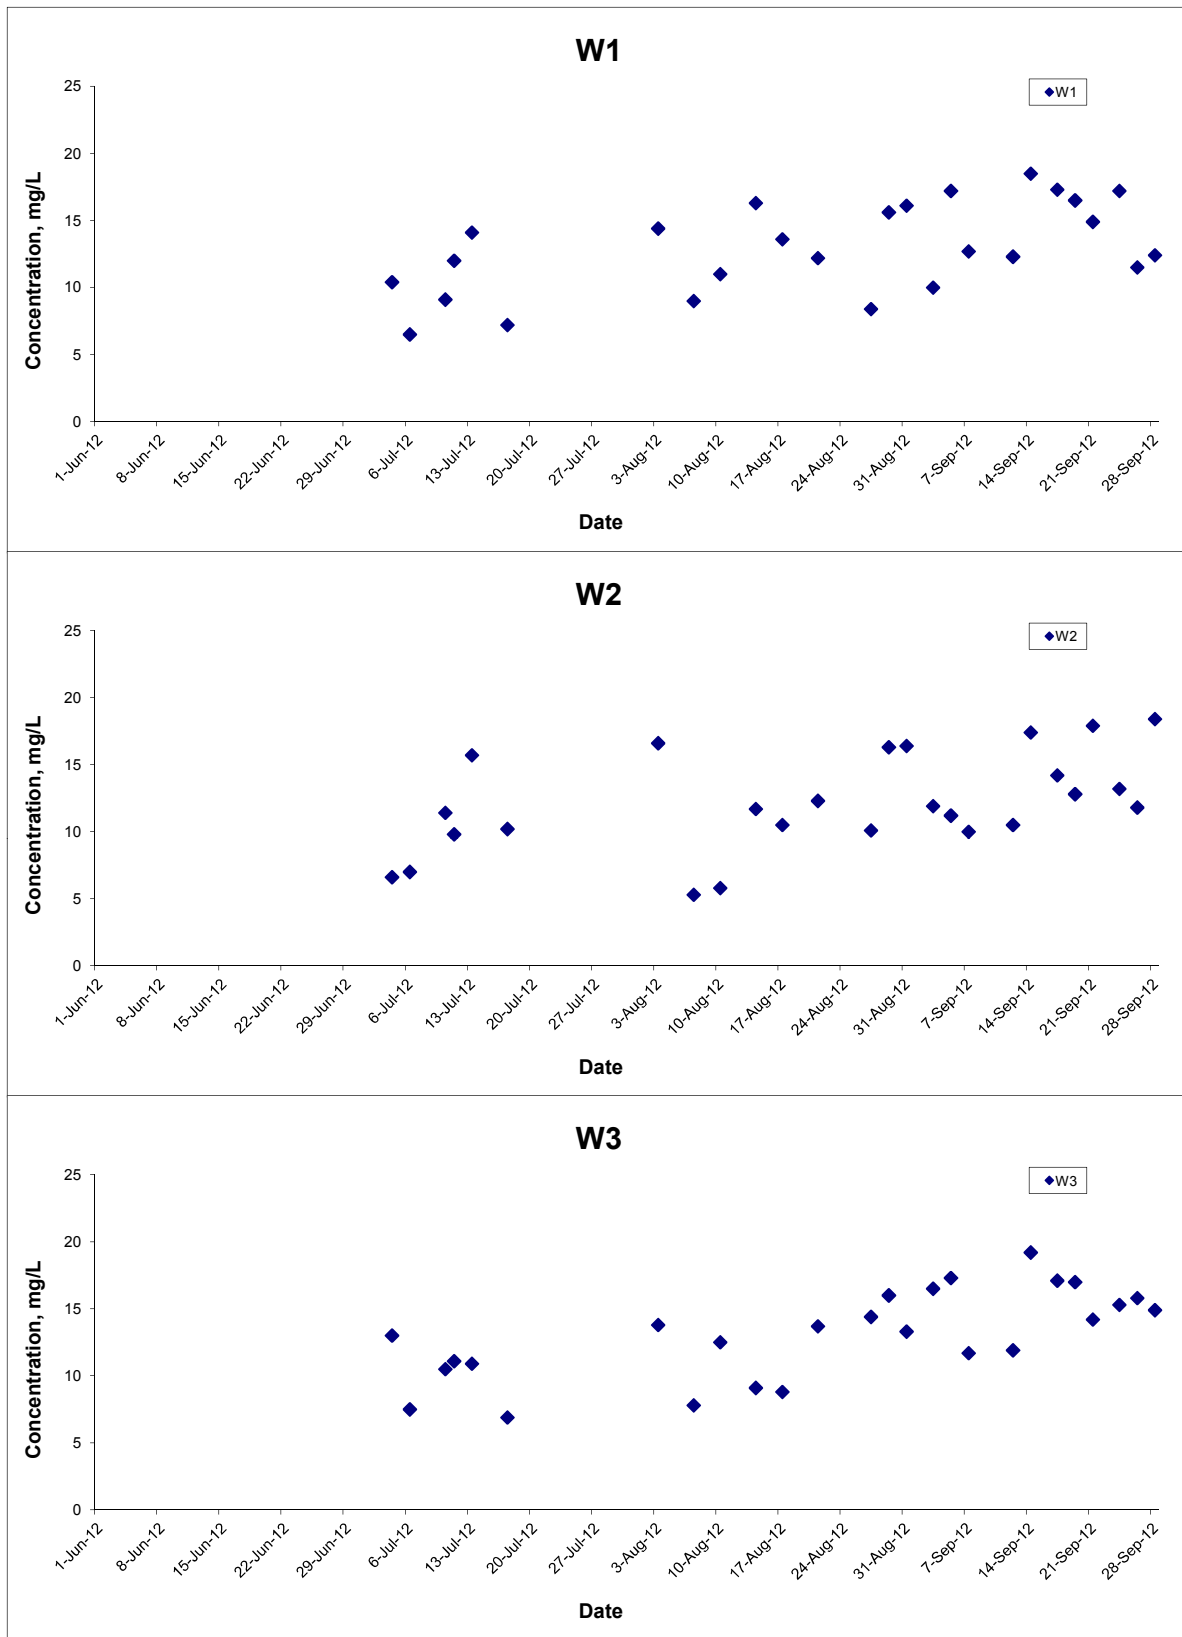 W1
W1
25
20
15
10
5
0
Concentration, mg/L
1-Jun-12 8-Jun-12 15-Jun-12 22-Jun-12 29-Jun-12 6-Jul-12 13-Jul-12 20-Jul-12 27-Jul-12 3-Aug-12 10-Aug-12 17-Aug-12 24-Aug-12 31-Aug-12 7-Sep-12 14-Sep-12 21-Sep-12 28-Sep-12
Date
W2
W2
25
20
15
10
5
0
Concentration, mg/L
1-Jun-12 8-Jun-12 15-Jun-12 22-Jun-12 29-Jun-12 6-Jul-12 13-Jul-12 20-Jul-12 27-Jul-12 3-Aug-12 10-Aug-12 17-Aug-12 24-Aug-12 31-Aug-12 7-Sep-12 14-Sep-12 21-Sep-12 28-Sep-12
Date
W3
W3
25
20
15
10
5
0
Concentration, mg/L
1-Jun-12 8-Jun-12 15-Jun-12 22-Jun-12 29-Jun-12 6-Jul-12 13-Jul-12 20-Jul-12 27-Jul-12 3-Aug-12 10-Aug-12 17-Aug-12 24-Aug-12 31-Aug-12 7-Sep-12 14-Sep-12 21-Sep-12 28-Sep-12
Date